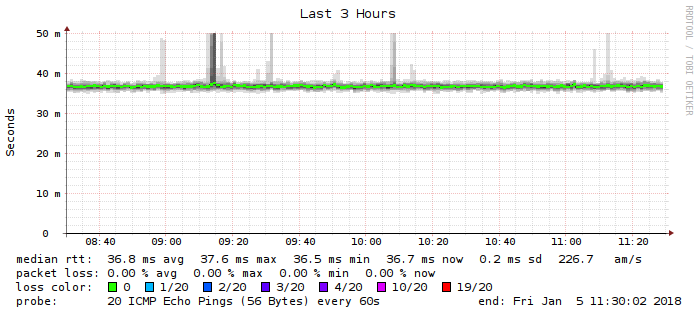 Last 3 Hours
RRDTOOL / TOBI OETIKER
Seconds
50 m
40 m
30 m
20 m
10 m
0
08:40 09:00 09:20 09:40 10:00 10:20 10:40 11:00 11:20
median rtt: 36.8 ms avg 37.6 ms max 36.5 ms min 36.7 ms now 0.2 ms sd 226.7 am/s
packet loss: 0.00 % avg 0.00 % max 0.00 % min 0.00 % now
loss color: 0 1/20 2/20 3/20 4/20 10/20 19/20
probe: 20 ICMP Echo Pings (56 Bytes) every 60s end: Fri Jan 5 11:30:02 2018